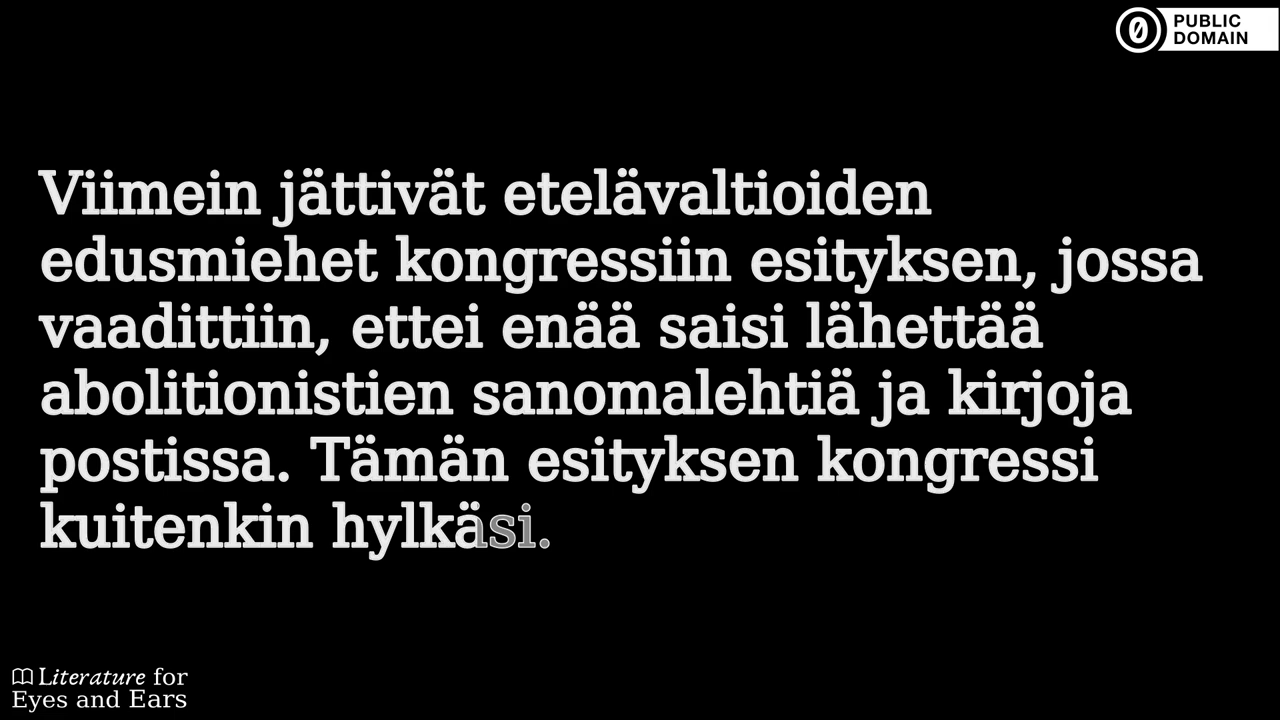 PUBLIC
DOMAIN
Viimein jättivät etelävaltioiden
edusmiehet kongressiin esityksen, jossa
vaadittiin, ettei enää saisi lähettää
abolitionistien sanomalehtiä ja kirjoja
postissa. Tämän esityksen kongressi
kuitenkin hylkäsi.
Literature for
Eyes and Ears